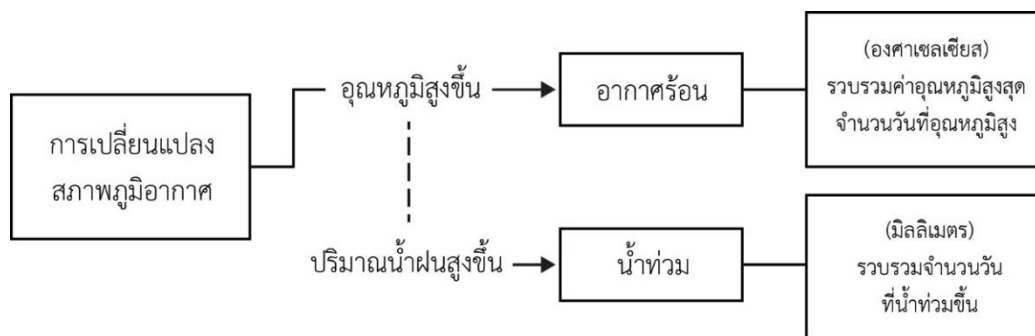 การเปลี่ยนแปลง
สภาพภูมิอากาศ
อุณหภูมิสูงขึ้น
อากาศร้อน
(องศาเซลเซียส)
รวบรวมค่าอุณหภูมิสูงสุด
จำนวนวันที่อุณหภูมิสูง
ปริมาณน้ำฝนสูงขึ้น
น้ำท่วม
(มิลลิเมตร)
รวบรวมจำนวนวัน
ที่น้ำท่วมขึ้น